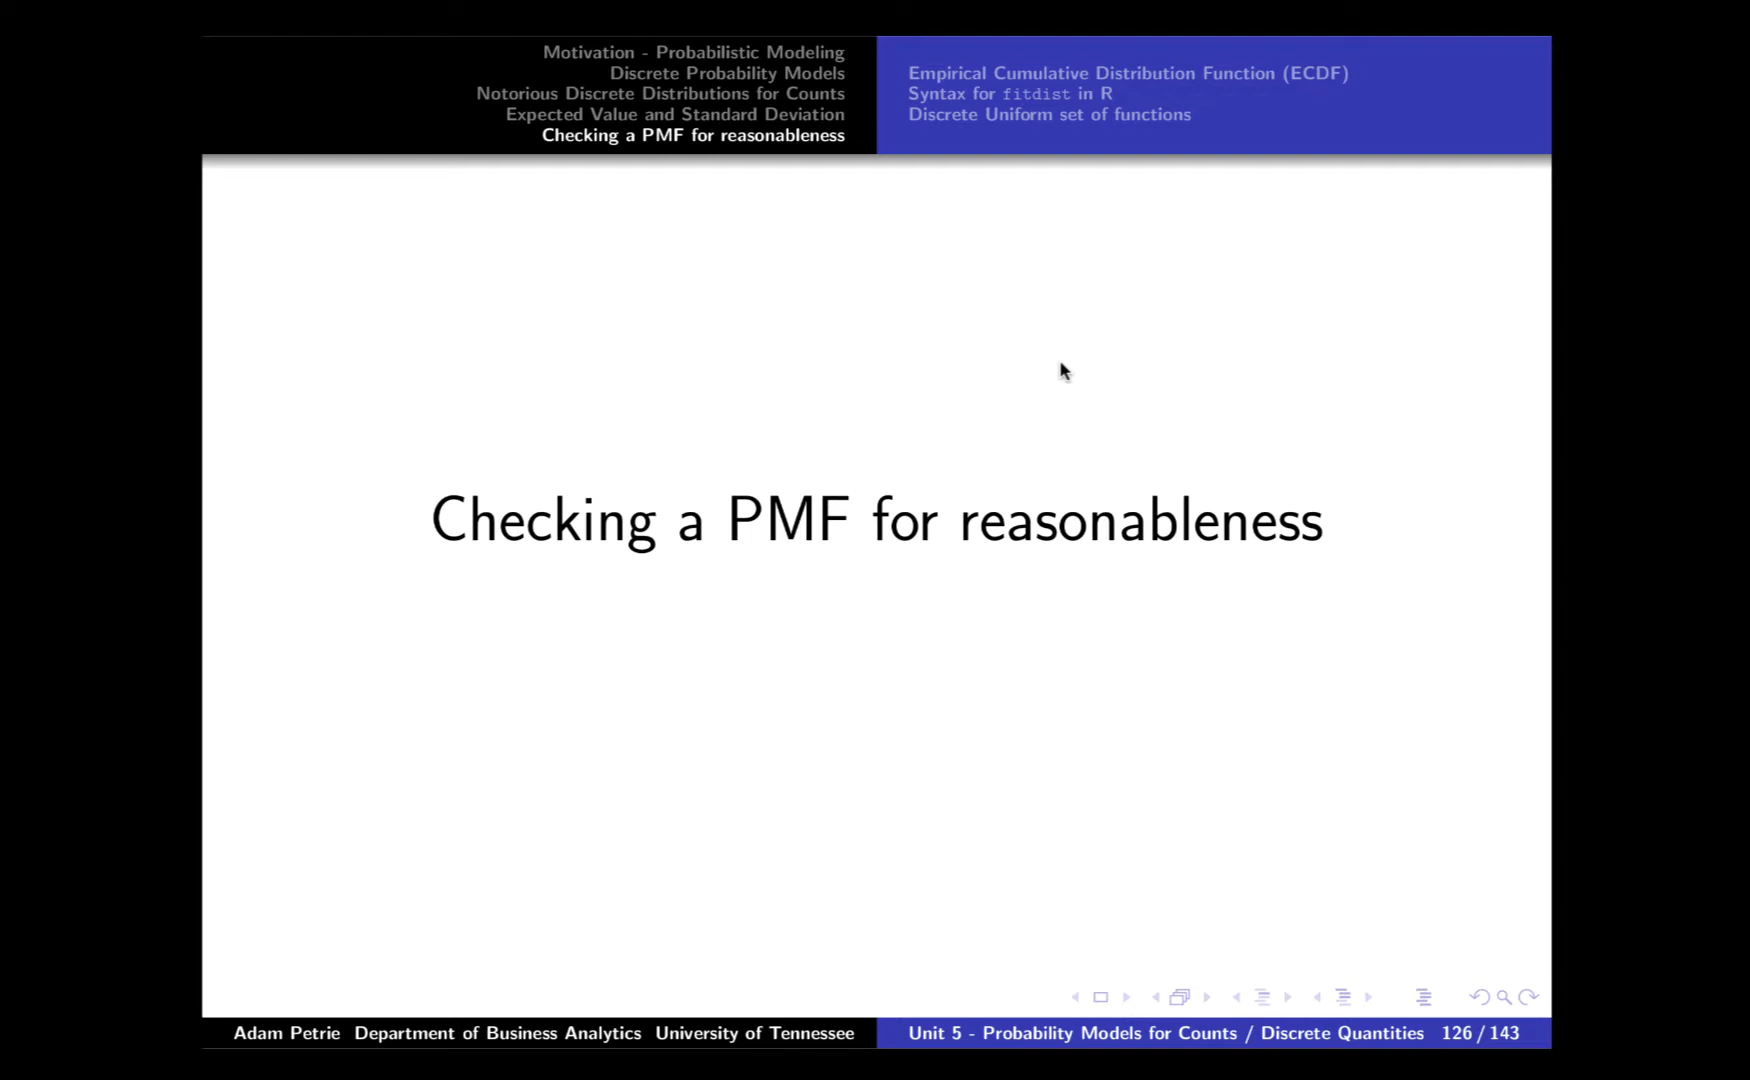 Motivation - Probabilistic Modeling
Discrete Probability Models
Notorious Discrete Distributions for Counts
Expected Value and Standard Deviation
Checking a PMF for reasonableness
Empirical Cumulative Distribution Function (ECDF)
Syntax for fitdist in R
Discrete Uniform set of functions
Checking a PMF for reasonableness
Adam Petrie Department of Business Analytics University of Tennessee
Unit 5 - Probability Models for Counts / Discrete Quantities 126 / 143